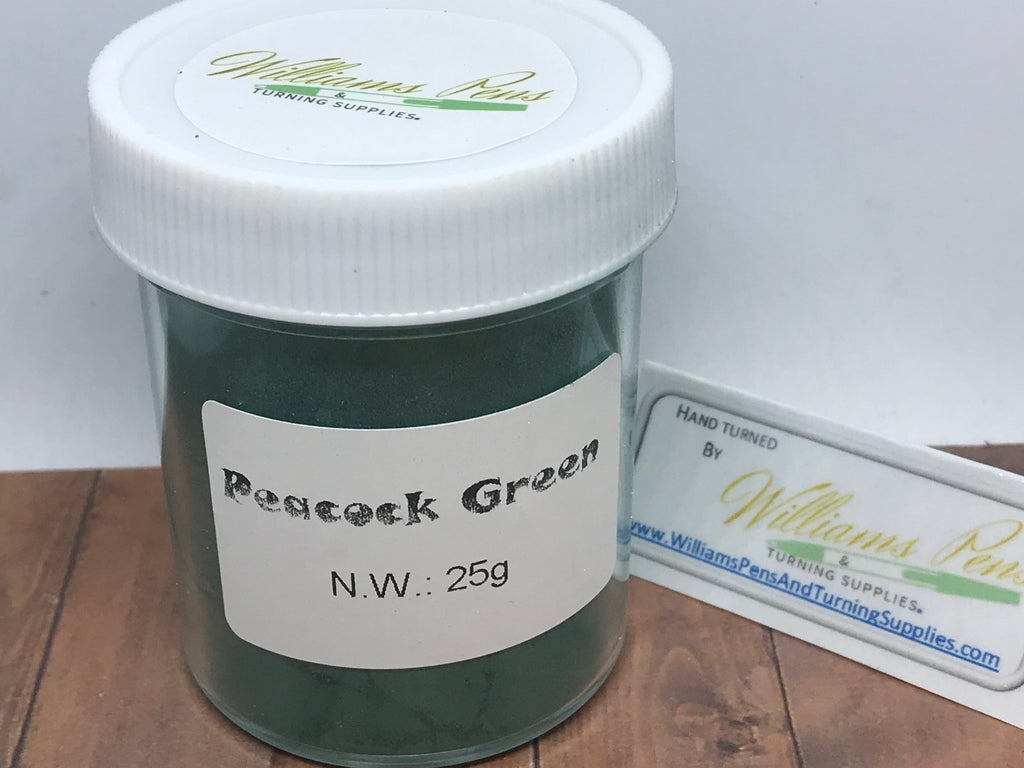 Williams Pens
&
TURNING SUPPLIES.
Peacock Green
N.W.: 25g
HAND TURNED
BY
Williams Pens
&
TURNING SUPPLIES.
www.WilliamsPensAndTurningSupplies.com